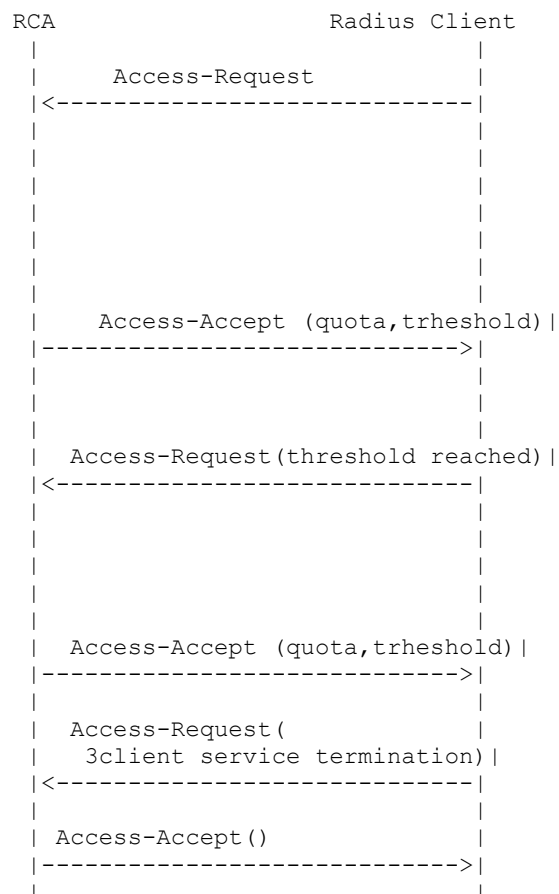 RCA Radius Client
Access-Request
Access-Accept (quota,trheshold)
Access-Request(threshold reached)
Access-Accept (quota,trheshold)
Access-Request(
3client service termination)
Access-Accept()